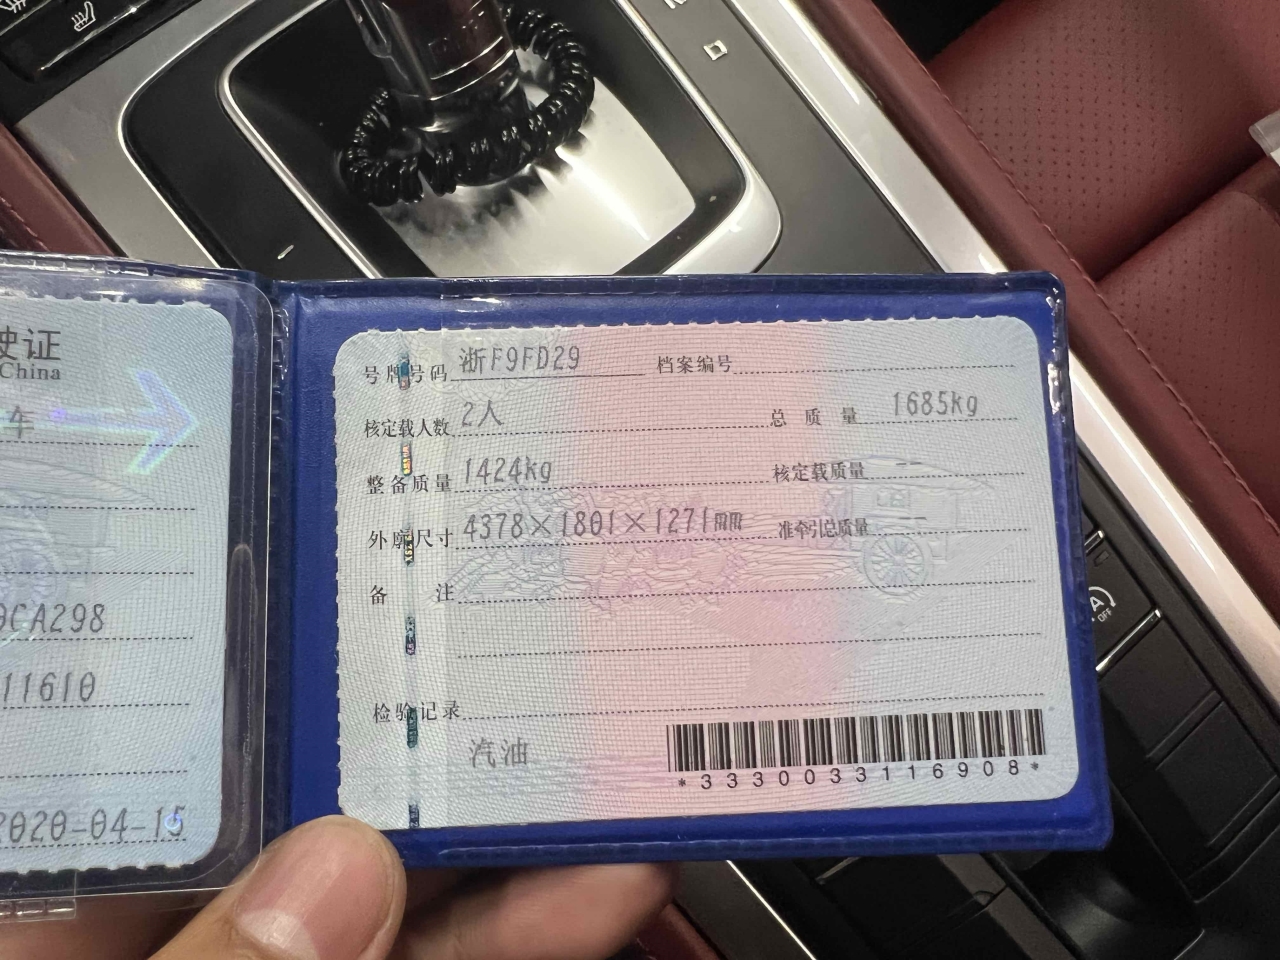 驶证
China
车
CA298
11610
2020-04-15
号牌号码 浙F9FD29 档案编号
核定载人数 2人 总质量 1685kg
整备质量 1424kg 核定载质量 --
外廓尺寸 4378×1801×1271mm 准牵引总质量 --
备注
检验记录
汽油
*3330033116908*
A
OFF